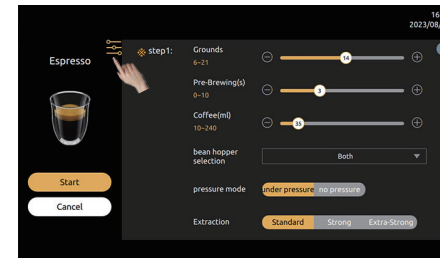 16
2023/08/
Espresso
step1:
Grounds
6~21
14
Pre-Brewing(s)
0~10
3
Coffee(ml)
10~240
35
bean hopper
selection
Both
pressure mode
under pressure no pressure
Extraction
Standard Strong Extra-Strong
Start
Cancel